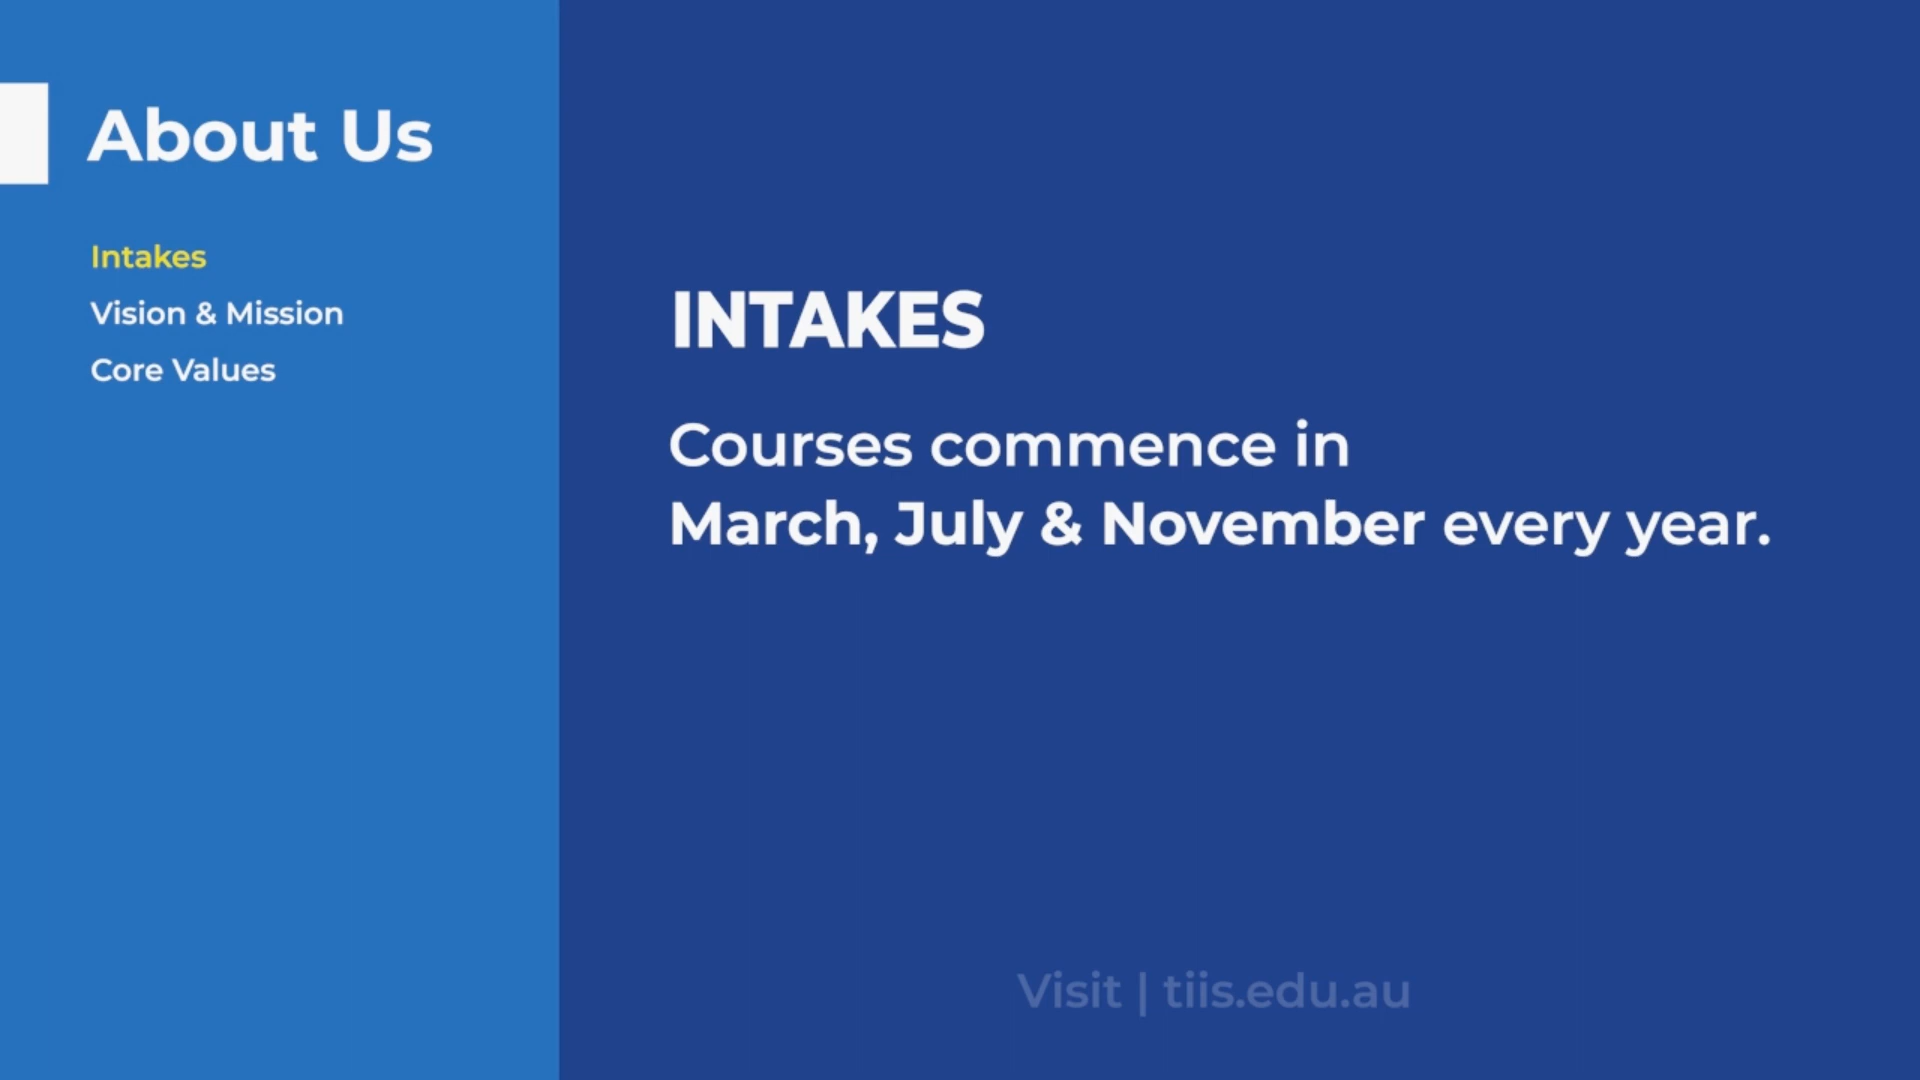 About Us
Intakes
Vision & Mission
Core Values
INTAKES
Courses commence in
March, July & November every year.
Visit | tiis.edu.au